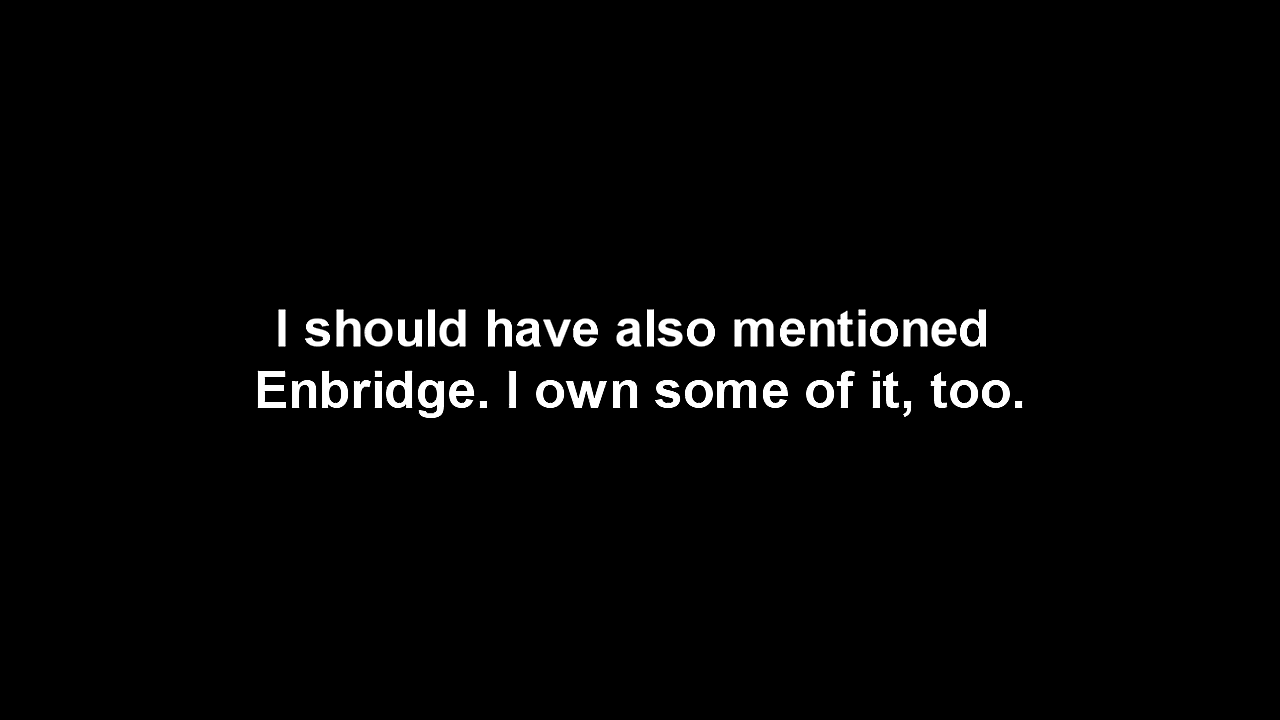 I should have also mentioned
Enbridge. I own some of it, too.